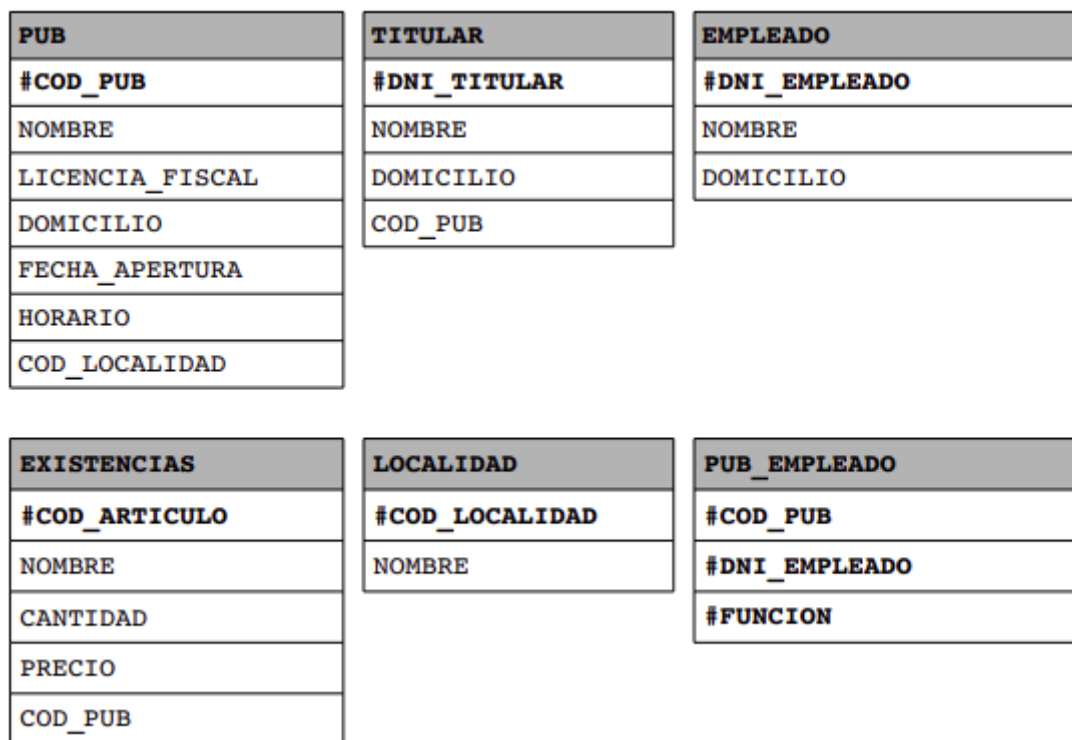 PUB
#COD_PUB
NOMBRE
LICENCIA_FISCAL
DOMICILIO
FECHA_APERTURA
HORARIO
COD_LOCALIDAD
TITULAR
#DNI_TITULAR
NOMBRE
DOMICILIO
COD_PUB
EMPLEADO
#DNI_EMPLEADO
NOMBRE
DOMICILIO
EXISTENCIAS
#COD_ARTICULO
NOMBRE
CANTIDAD
PRECIO
COD_PUB
LOCALIDAD
#COD_LOCALIDAD
NOMBRE
PUB_EMPLEADO
#COD_PUB
#DNI_EMPLEADO
#FUNCION